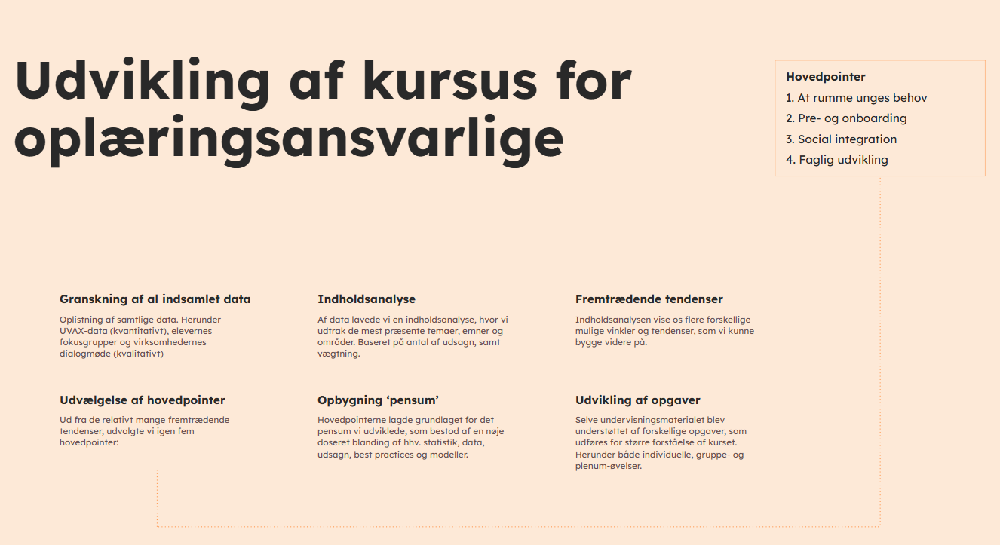 Udvikling af kursus for
oplæringsansvarlige
Hovedpointer
1. At rumme unges behov
2. Pre- og onboarding
3. Social integration
4. Faglig udvikling
Granskning af al indsamlet data
Oplistning af samtlige data. Herunder
UVAX-data (kvantitativt), elevernes
fokusgrupper og virksomhedernes
dialogmøde (kvalitativt)
Indholdsanalyse
Af data lavede vi en indholdsanalyse, hvor vi
udtrak de mest præsente temaer, emner og
områder. Baseret på antal af udsagn, samt
vægtning.
Fremtrædende tendenser
Indholdsanalysen vise os flere forskellige
mulige vinkler og tendenser, som vi kunne
bygge videre på.
Udvælgelse af hovedpointer
Ud fra de relativt mange fremtrædende
tendenser, udvalgte vi igen fem
hovedpointer:
Opbygning ‘pensum’
Hovedpointerne lagde grundlaget for det
pensum vi udviklede, som bestod af en nøje
doseret blanding af hhv. statistik, data,
udsagn, best practices og modeller.
Udvikling af opgaver
Selve undervisningsmaterialet blev
understøttet af forskellige opgaver, som
udføres for større forståelse af kurset.
Herunder både individuelle, gruppe- og
plenum-øvelser.